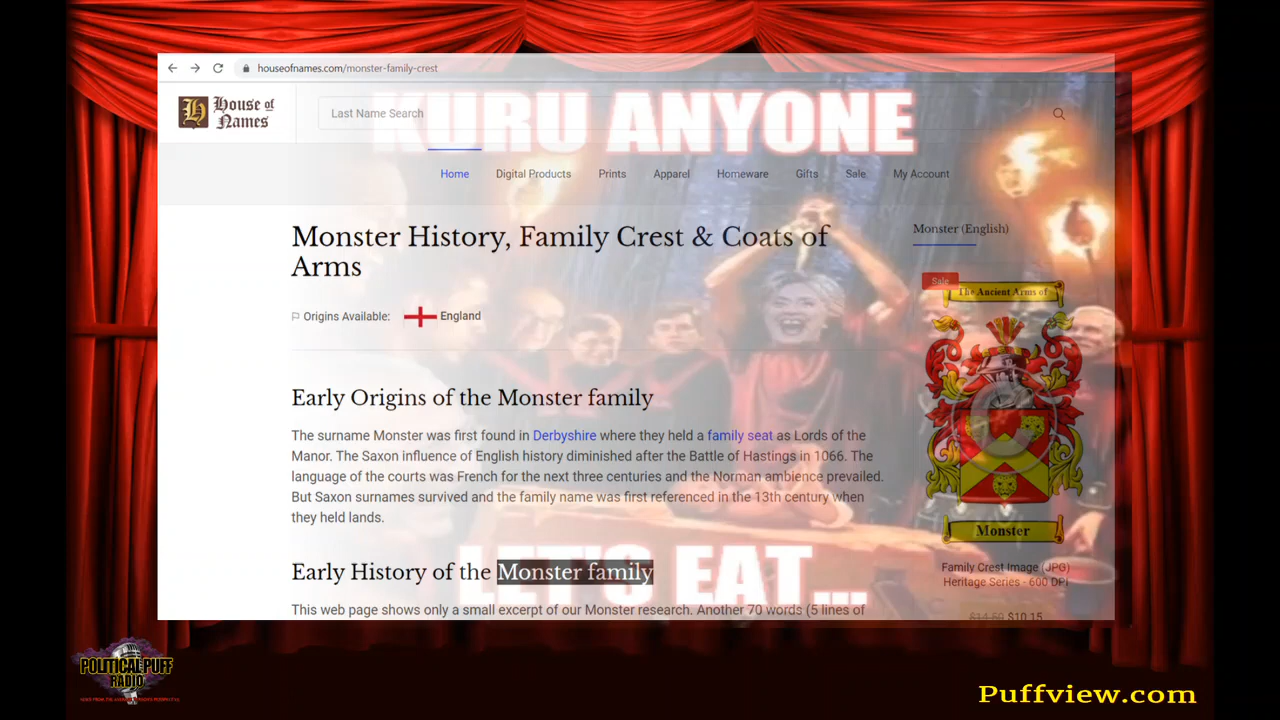 houseofnames.com/monster-family-crest
House of
Names
Last Name Search
KURU ANYONE
Home
Digital Products
Prints
Apparel
Homeware
Gifts
Sale
My Account
Monster History, Family Crest & Coats of
Arms
Monster (English)
Sale
The Ancient Arms of
Origins Available:
England
Early Origins of the Monster family
The surname Monster was first found in Derbyshire where they held a family seat as Lords of the
Manor. The Saxon influence of English history diminished after the Battle of Hastings in 1066. The
language of the courts was French for the next three centuries and the Norman ambience prevailed.
But Saxon surnames survived and the family name was first referenced in the 13th century when
they held lands.
Monster
LET'S EAT...
Early History of the Monster family
Family Crest Image (JPG)
Heritage Series - 600 DPI
This web page shows only a small excerpt of our Monster research. Another 70 words (5 lines of
$14.50 $10.15
POLITICAL PUFF
RADIO
Puffview.com